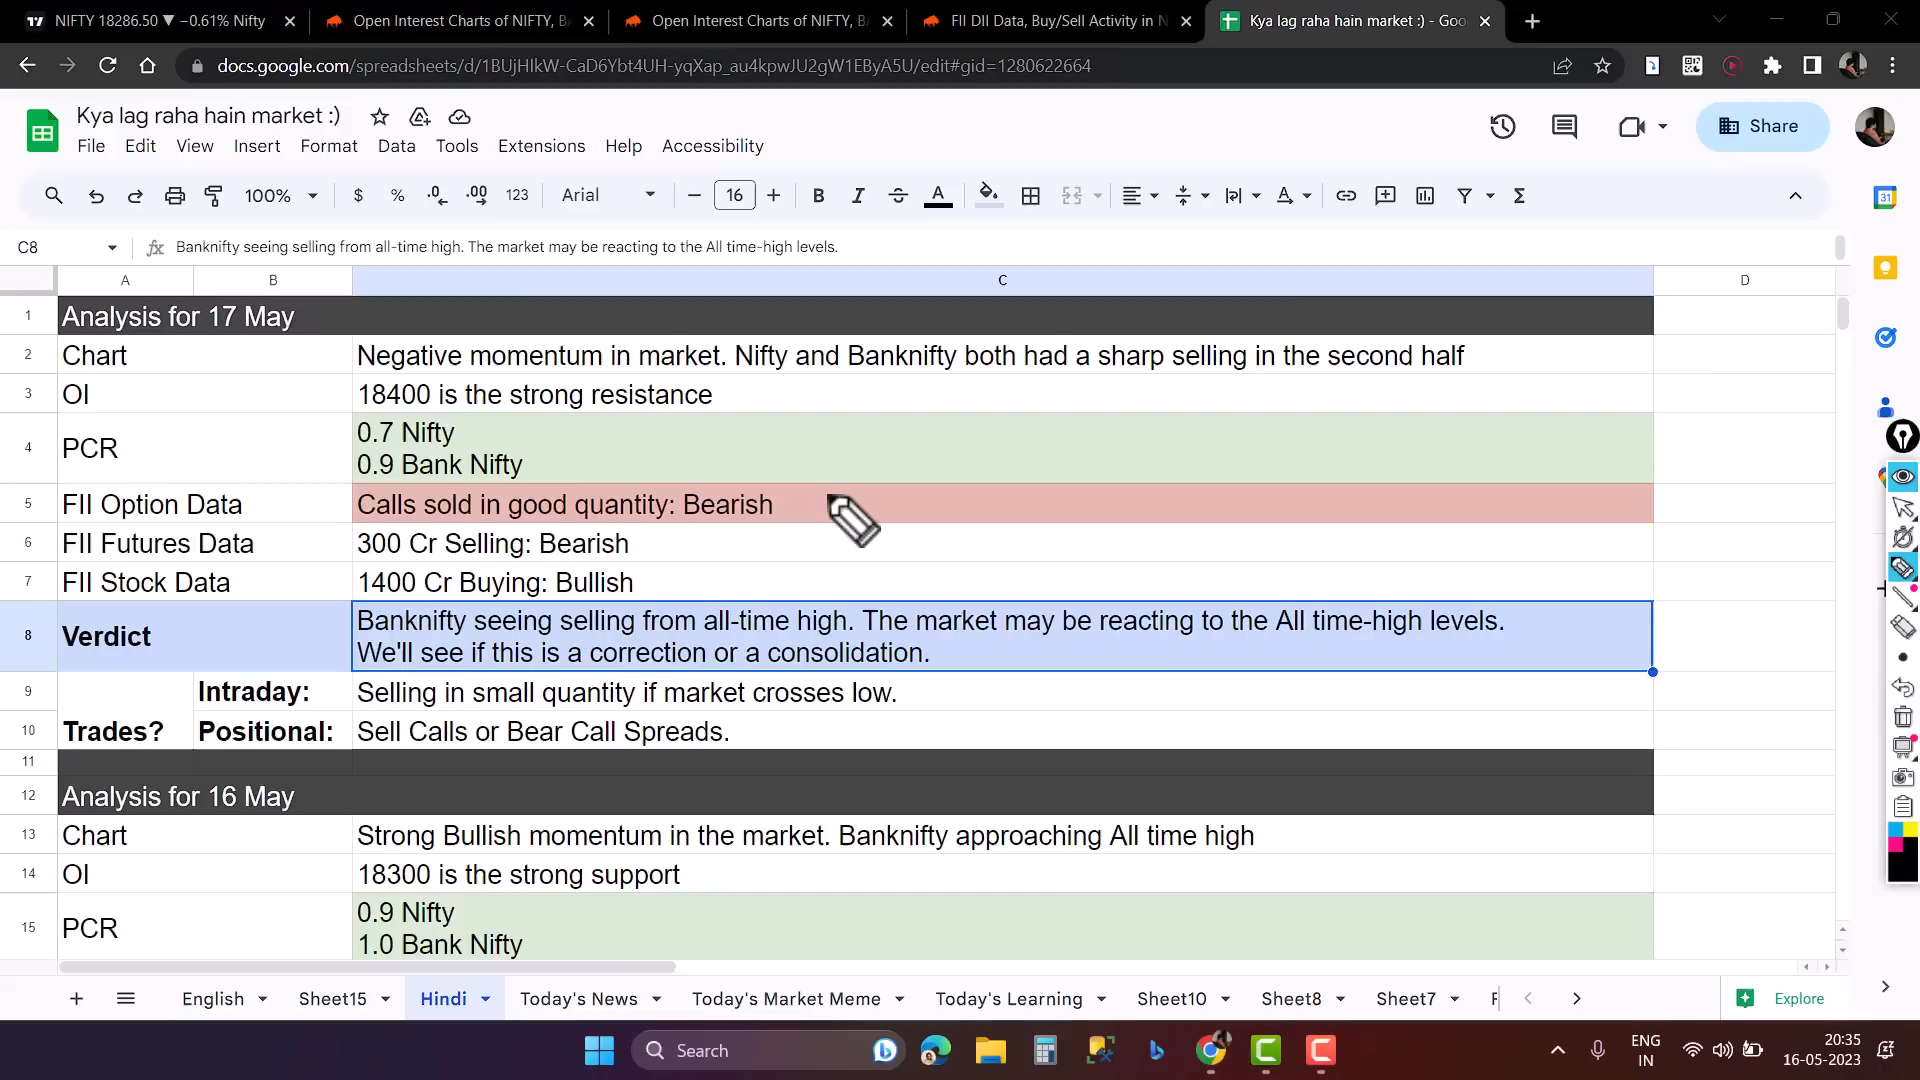 NIFTY 18286.50 ▼ −0.61% Nifty
Open Interest Charts of NIFTY, BA
Open Interest Charts of NIFTY, BA
FII DII Data, Buy/Sell Activity in N
Kya lag raha hain market :) - Goo
docs.google.com/spreadsheets/d/1BUjHIkW-CaD6Ybt4UH-yqXap_au4kpwJU2gW1EByA5U/edit#gid=1280622664
Kya lag raha hain market :)
File Edit View Insert Format Data Tools Extensions Help Accessibility
Share
100% $ % .0 .00 123 Arial 16 B I A
31
C8 fx Banknifty seeing selling from all-time high. The market may be reacting to the All time-high levels.
A B C D
1 Analysis for 17 May
2 Chart Negative momentum in market. Nifty and Banknifty both had a sharp selling in the second half
3 OI 18400 is the strong resistance
4 PCR 0.7 Nifty
0.9 Bank Nifty
5 FII Option Data Calls sold in good quantity: Bearish
6 FII Futures Data 300 Cr Selling: Bearish
7 FII Stock Data 1400 Cr Buying: Bullish
8 Verdict Banknifty seeing selling from all-time high. The market may be reacting to the All time-high levels.
We'll see if this is a correction or a consolidation.
9 Intraday: Selling in small quantity if market crosses low.
10 Trades? Positional: Sell Calls or Bear Call Spreads.
11
12 Analysis for 16 May
13 Chart Strong Bullish momentum in the market. Banknifty approaching All time high
14 OI 18300 is the strong support
15 PCR 0.9 Nifty
1.0 Bank Nifty
English Sheet15 Hindi Today's News Today's Market Meme Today's Learning Sheet10 Sheet8 Sheet7 Explore
Search
ENG
IN
20:35
16-05-2023